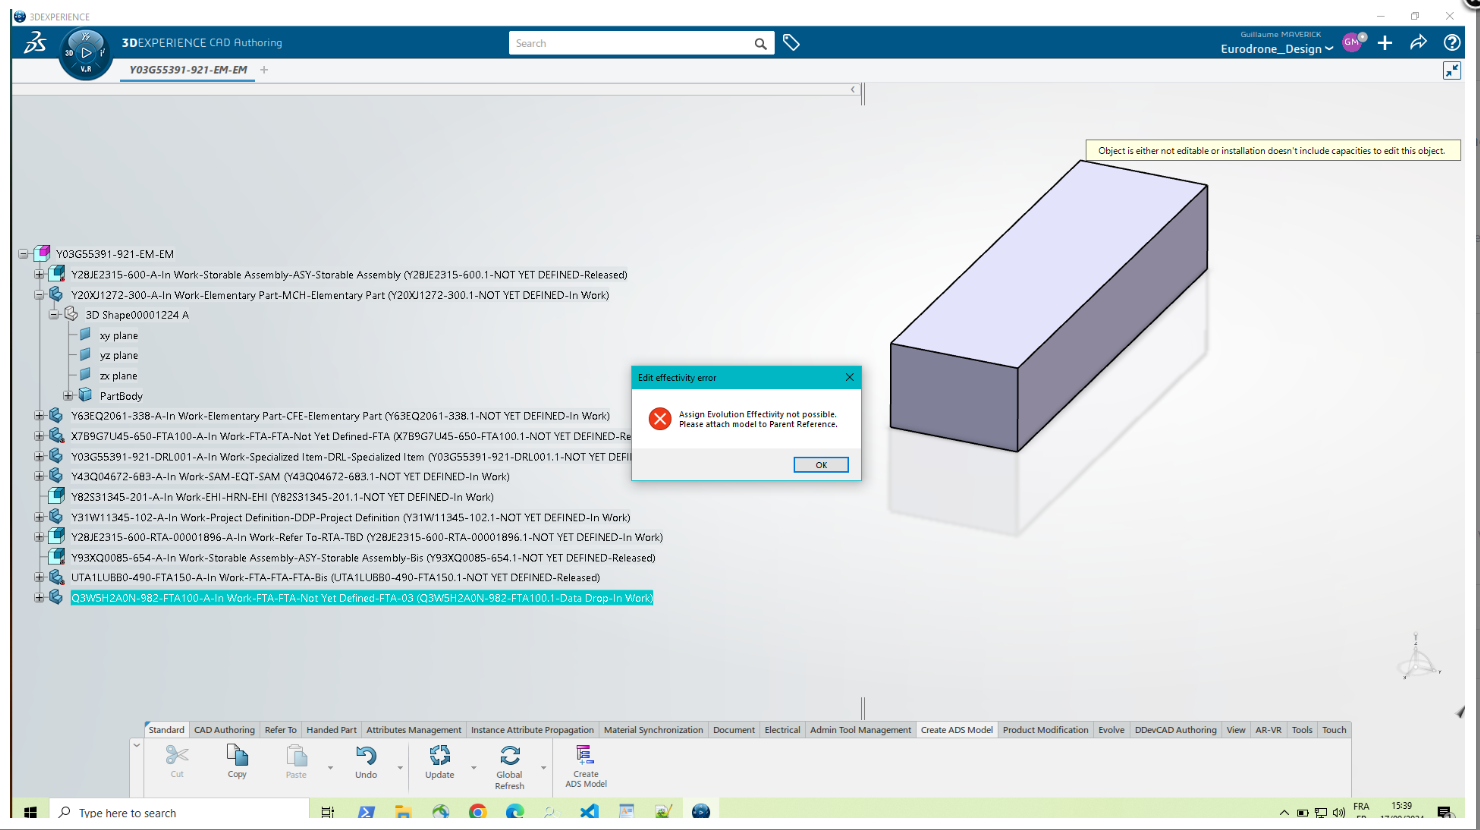 3DEXPERIENCE
3DEXPERIENCE CAD Authoring
Search
Guillaume MAVERICK
Eurodrone_Design
GM
3D
V.R
Y03G55391-921-EM-EM
Object is either not editable or installation doesn't include capacities to edit this object.
Y03G55391-921-EM-EM
Y28JE2315-600-A-In Work-Storable Assembly-ASY-Storable Assembly (Y28JE2315-600.1-NOT YET DEFINED-Released)
Y20XJ1272-300-A-In Work-Elementary Part-MCH-Elementary Part (Y20XJ1272-300.1-NOT YET DEFINED-In Work)
3D Shape00001224 A
xy plane
yz plane
zx plane
PartBody
Y63EQ2061-338-A-In Work-Elementary Part-CFE-Elementary Part (Y63EQ2061-338.1-NOT YET DEFINED-In Work)
X7B9G7U45-650-FTA100-A-In Work-FTA-FTA-Not Yet Defined-FTA (X7B9G7U45-650-FTA100.1-NOT YET DEFINED-Re
Y03G55391-921-DRL001-A-In Work-Specialized Item-DRL-Specialized Item (Y03G55391-921-DRL001.1-NOT YET DEFI
Y43Q04672-683-A-In Work-SAM-EQT-SAM (Y43Q04672-683.1-NOT YET DEFINED-In Work)
Y82S31345-201-A-In Work-EHI-HRN-EHI (Y82S31345-201.1-NOT YET DEFINED-In Work)
Y31W11345-102-A-In Work-Project Definition-DDP-Project Definition (Y31W11345-102.1-NOT YET DEFINED-In Work)
Y28JE2315-600-RTA-00001896-A-In Work-Refer To-RTA-TBD (Y28JE2315-600-RTA-00001896.1-NOT YET DEFINED-In Work)
Y93XQ0085-654-A-In Work-Storable Assembly-ASY-Storable Assembly-Bis (Y93XQ0085-654.1-NOT YET DEFINED-Released)
UTA1LUBB0-490-FTA150-A-In Work-FTA-FTA-FTA-Bis (UTA1LUBB0-490-FTA150.1-NOT YET DEFINED-Released)
Q3W5H2A0N-982-FTA100-A-In Work-FTA-FTA-Not Yet Defined-FTA-03 (Q3W5H2A0N-982-FTA100.1-Data Drop-In Work)
Edit effectivity error
Assign Evolution Effectivity not possible.
Please attach model to Parent Reference.
OK
Standard CAD Authoring Refer To Handed Part Attributes Management Instance Attribute Propagation Material Synchronization Document Electrical Admin Tool Management Create ADS Model Product Modification Evolve DDevCAD Authoring View AR-VR Tools Touch
Cut
Copy
Paste
Undo
Update
Global
Refresh
Create
ADS Model
Type here to search
FRA
15:39